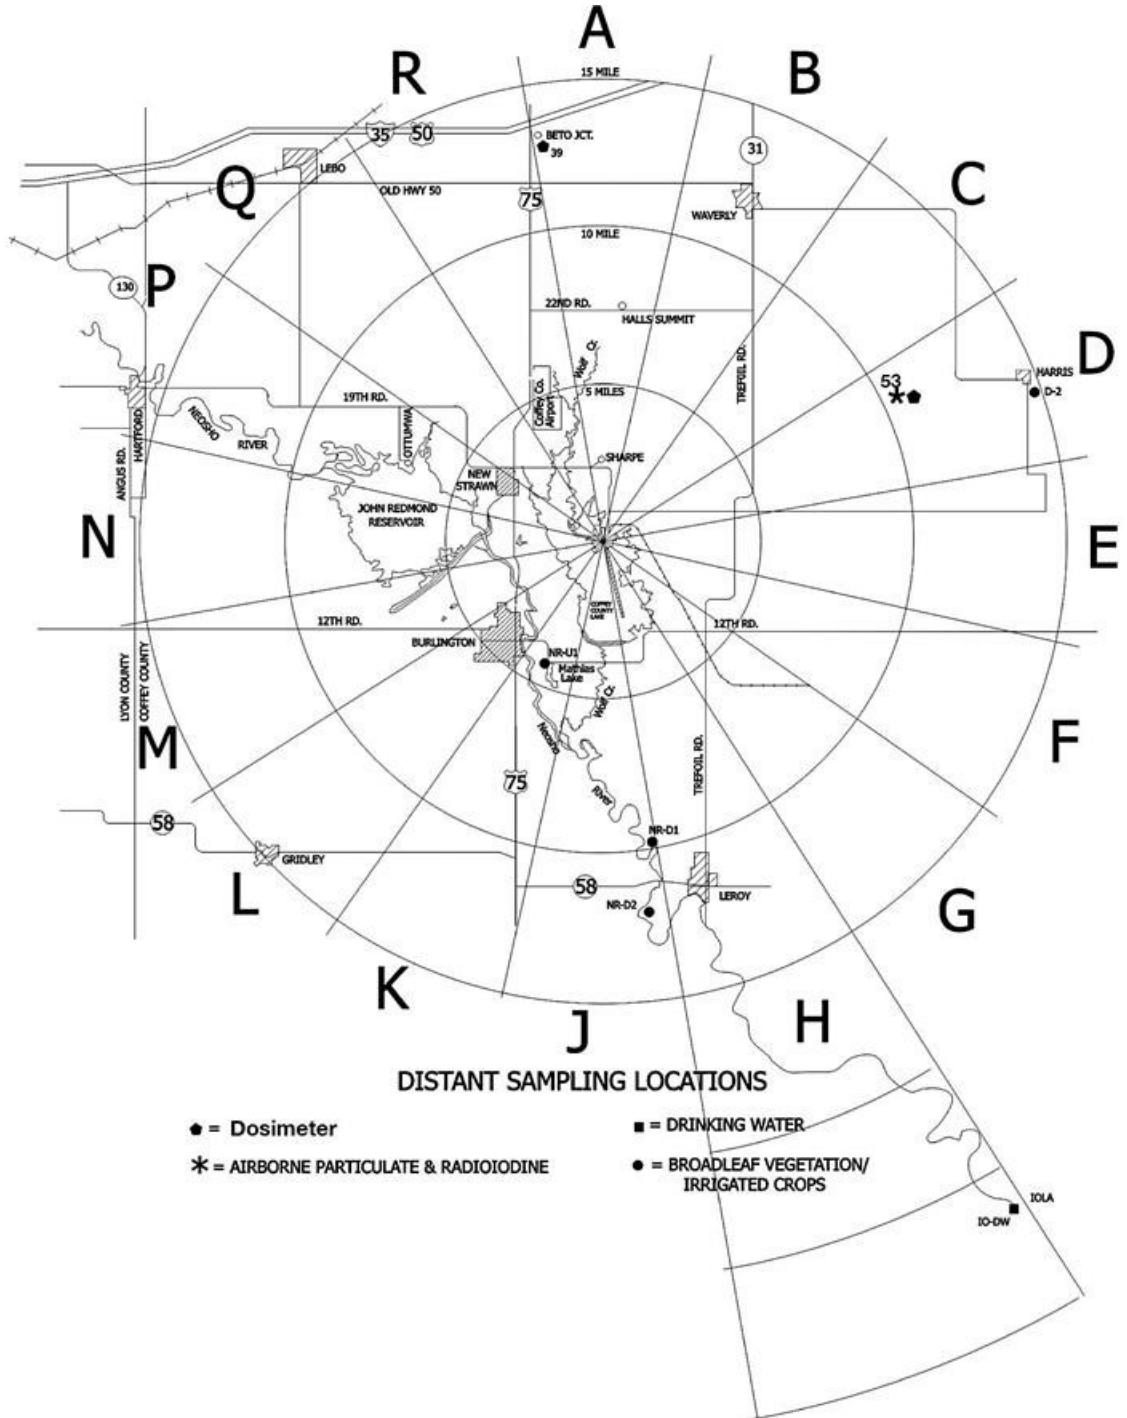 A
R
B
15 MILE
35
50
BETO JCT.
39
31
LEBO
C
Q
OLD HWY 50
75
WAVERLY
10 MILE
P
130
22ND RD.
HALLS SUMMIT
Wolf Cr.
TREFOIL RD.
D
HARRIS
53
D-2
5 MILES
Coffey Co.
Airport
19TH RD.
NEOSHO
RIVER
OTTUMWA
HARTFORD
ANGUS RD.
SHARPE
NEW
STRAWN
JOHN REDMOND
RESERVOIR
N
E
COFFEY
COUNTY
LAKE
12TH RD.
12TH RD.
BURLINGTON
NR-U1
Mathias
Lake
LYON COUNTY
COFFEY COUNTY
Wolf Cr.
Neosho
River
TREFOIL RD.
M
F
75
58
NR-D1
GRIDLEY
L
58
LEROY
NR-D2
G
K
J
H
DISTANT SAMPLING LOCATIONS
= Dosimeter
= DRINKING WATER
= AIRBORNE PARTICULATE & RADIOIODINE
= BROADLEAF VEGETATION/
IRRIGATED CROPS
IOLA
IO-DW